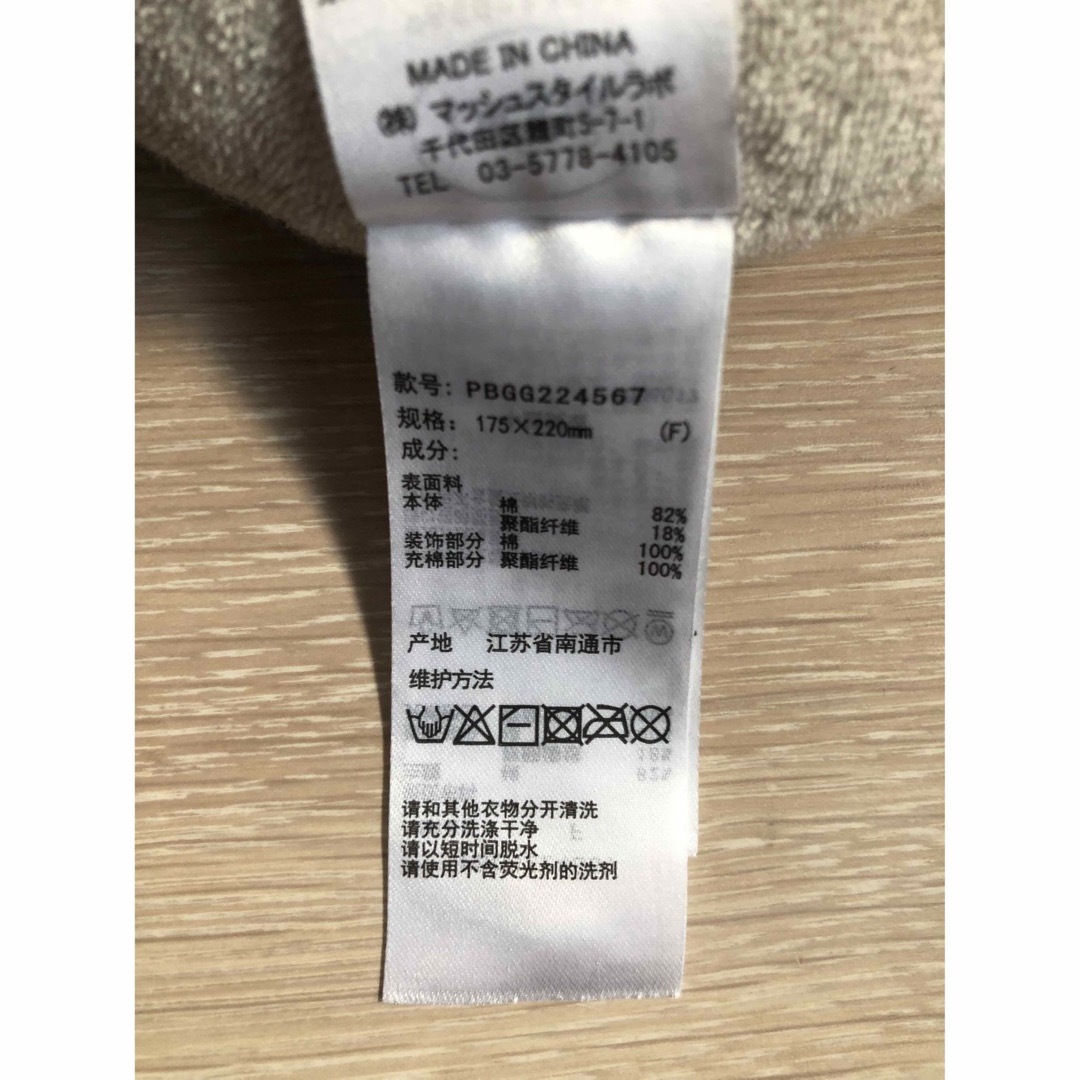 MADE IN CHINA
(株) マッシュスタイルラボ
千代田区麹町5-7-1
TEL 03-5778-4105
款号: PBGG224567
规格: 175×220mm (F)
成分:
表面料
本体 棉 82%
聚酯纤维 18%
装饰部分 棉 100%
充棉部分 聚酯纤维 100%
产地 江苏省南通市
维护方法
请和其他衣物分开清洗
请充分洗涤干净
请以短时间脱水
请使用不含荧光剂的洗剂